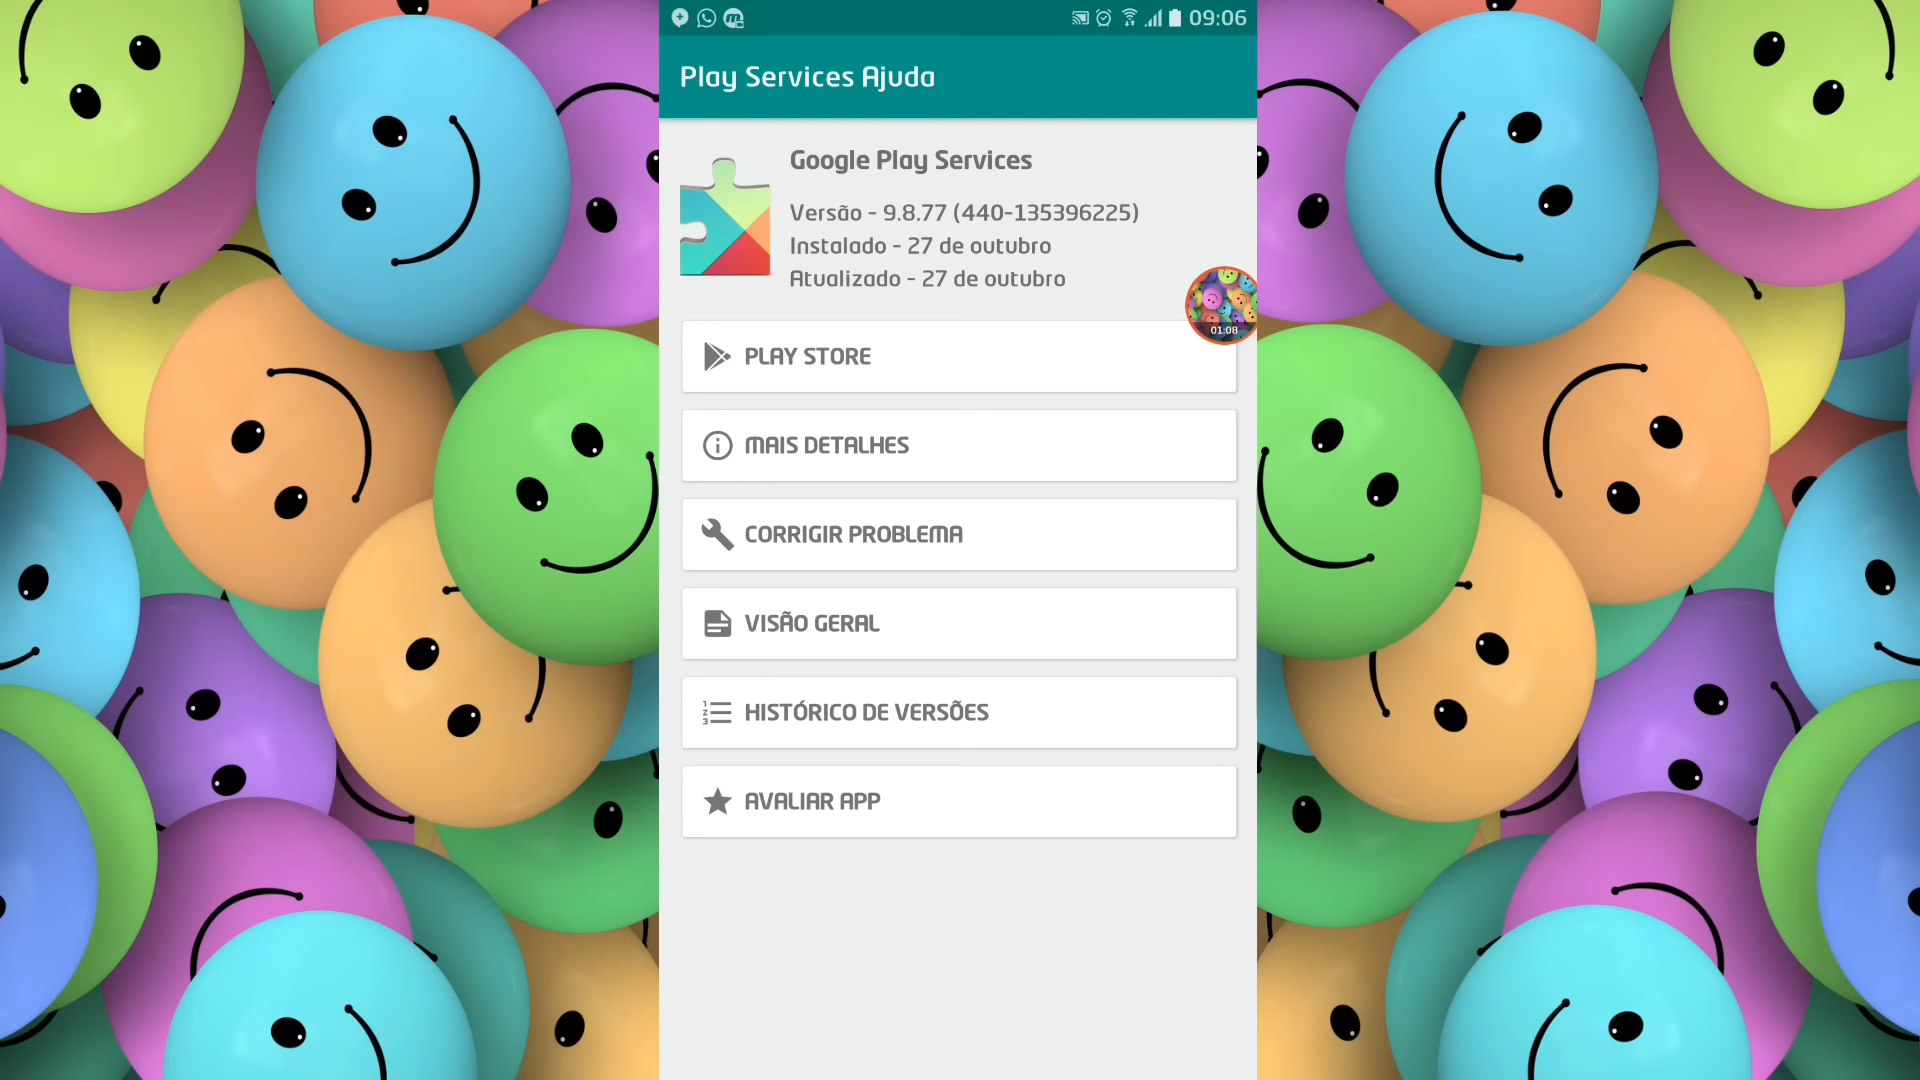 09:06
Play Services Ajuda
Google Play Services
Versão - 9.8.77 (440-135396225)
Instalado - 27 de outubro
Atualizado - 27 de outubro
01:08
PLAY STORE
MAIS DETALHES
CORRIGIR PROBLEMA
VISÃO GERAL
HISTÓRICO DE VERSÕES
AVALIAR APP